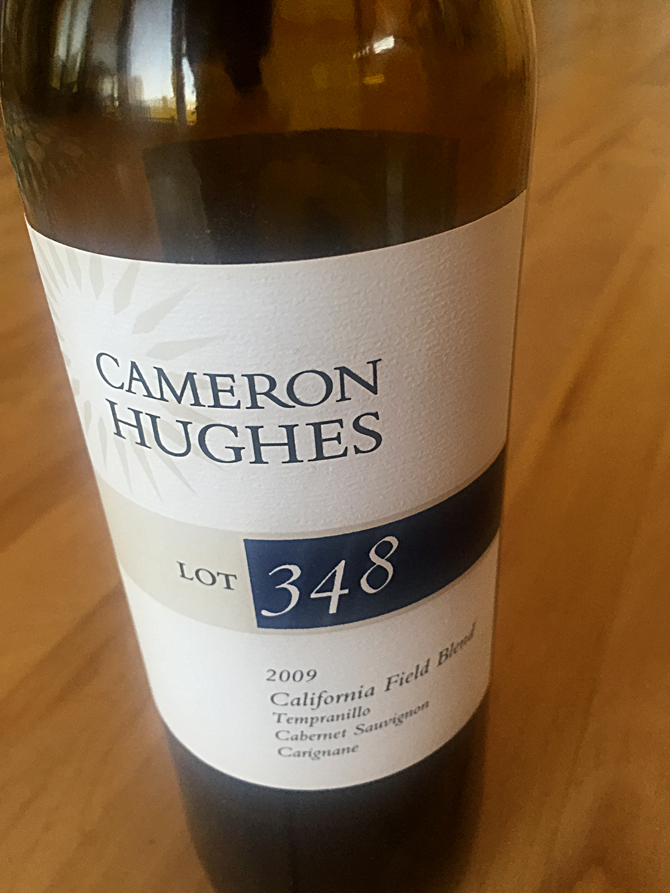 CAMERON
HUGHES
LOT 348
2009
California Field Blend
Tempranillo
Cabernet Sauvignon
Carignane